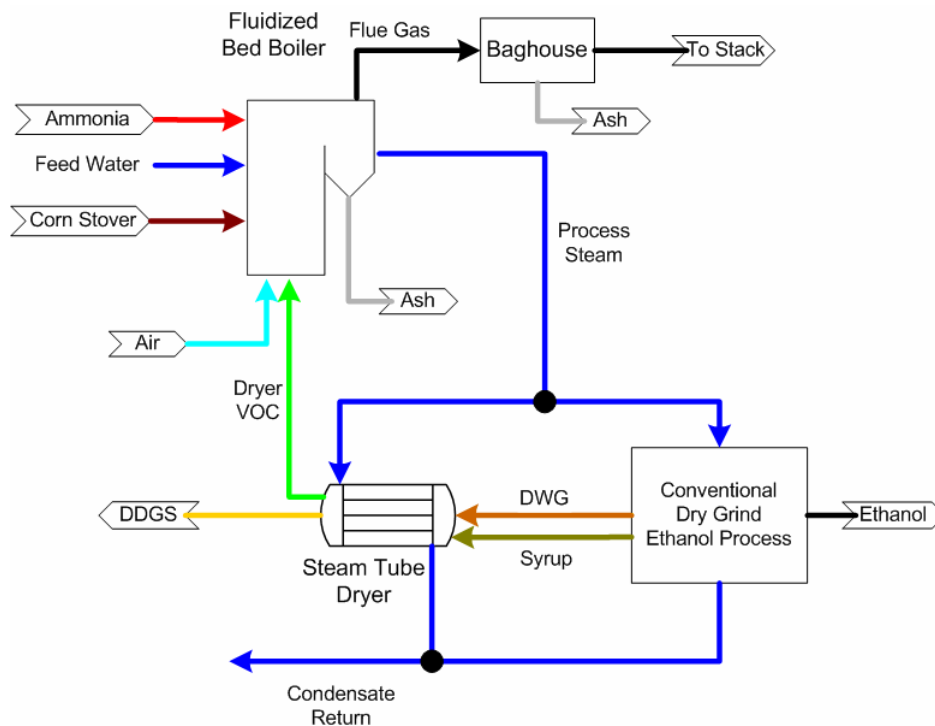 Fluidized
Bed Boiler
Flue Gas
Baghouse
To Stack
Ammonia
Ash
Feed Water
Corn Stover
Process
Steam
Ash
Air
Dryer
VOC
DDGS
DWG
Conventional
Dry Grind
Ethanol Process
Ethanol
Syrup
Steam Tube
Dryer
Condensate
Return